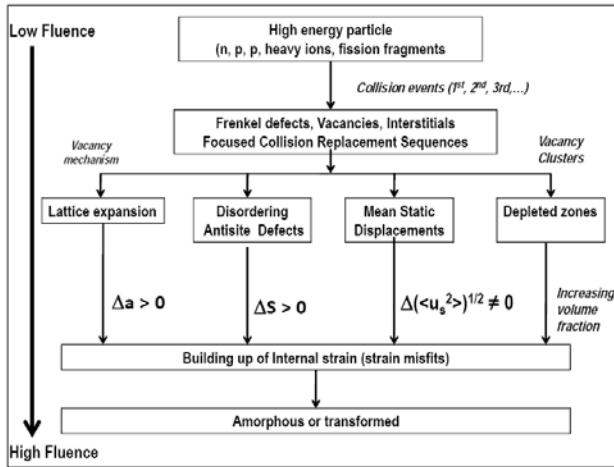 Low Fluence
High energy particle
(n, p, p, heavy ions, fission fragments
Collision events (1st, 2nd, 3rd,...)
Frenkel defects, Vacancies, Interstitials
Focused Collision Replacement Sequences
Vacancy
mechanism
Vacancy
Clusters
Lattice expansion
Disordering
Antisite Defects
Mean Static
Displacements
Depleted zones
Δa > 0
ΔS > 0
Δ(<us²>)^1/2 ≠ 0
Increasing
volume
fraction
Building up of Internal strain (strain misfits)
Amorphous or transformed
High Fluence